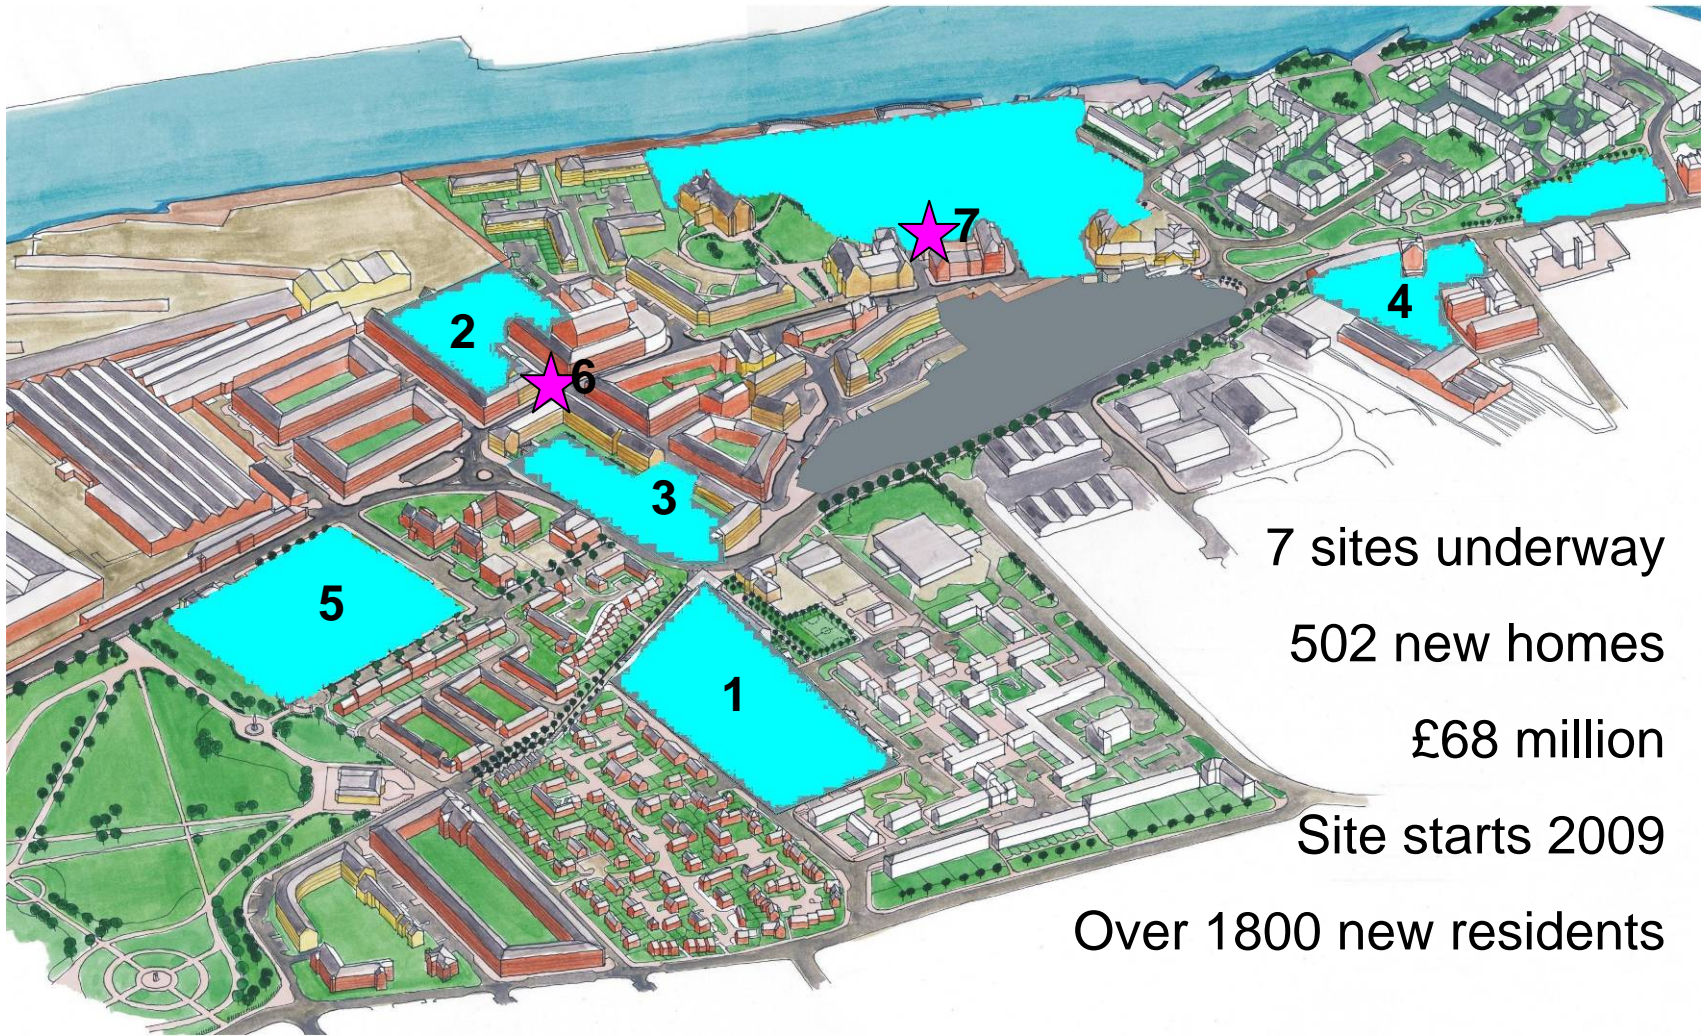 7
4
2
6
3
5
1
7 sites underway
502 new homes
£68 million
Site starts 2009
Over 1800 new residents